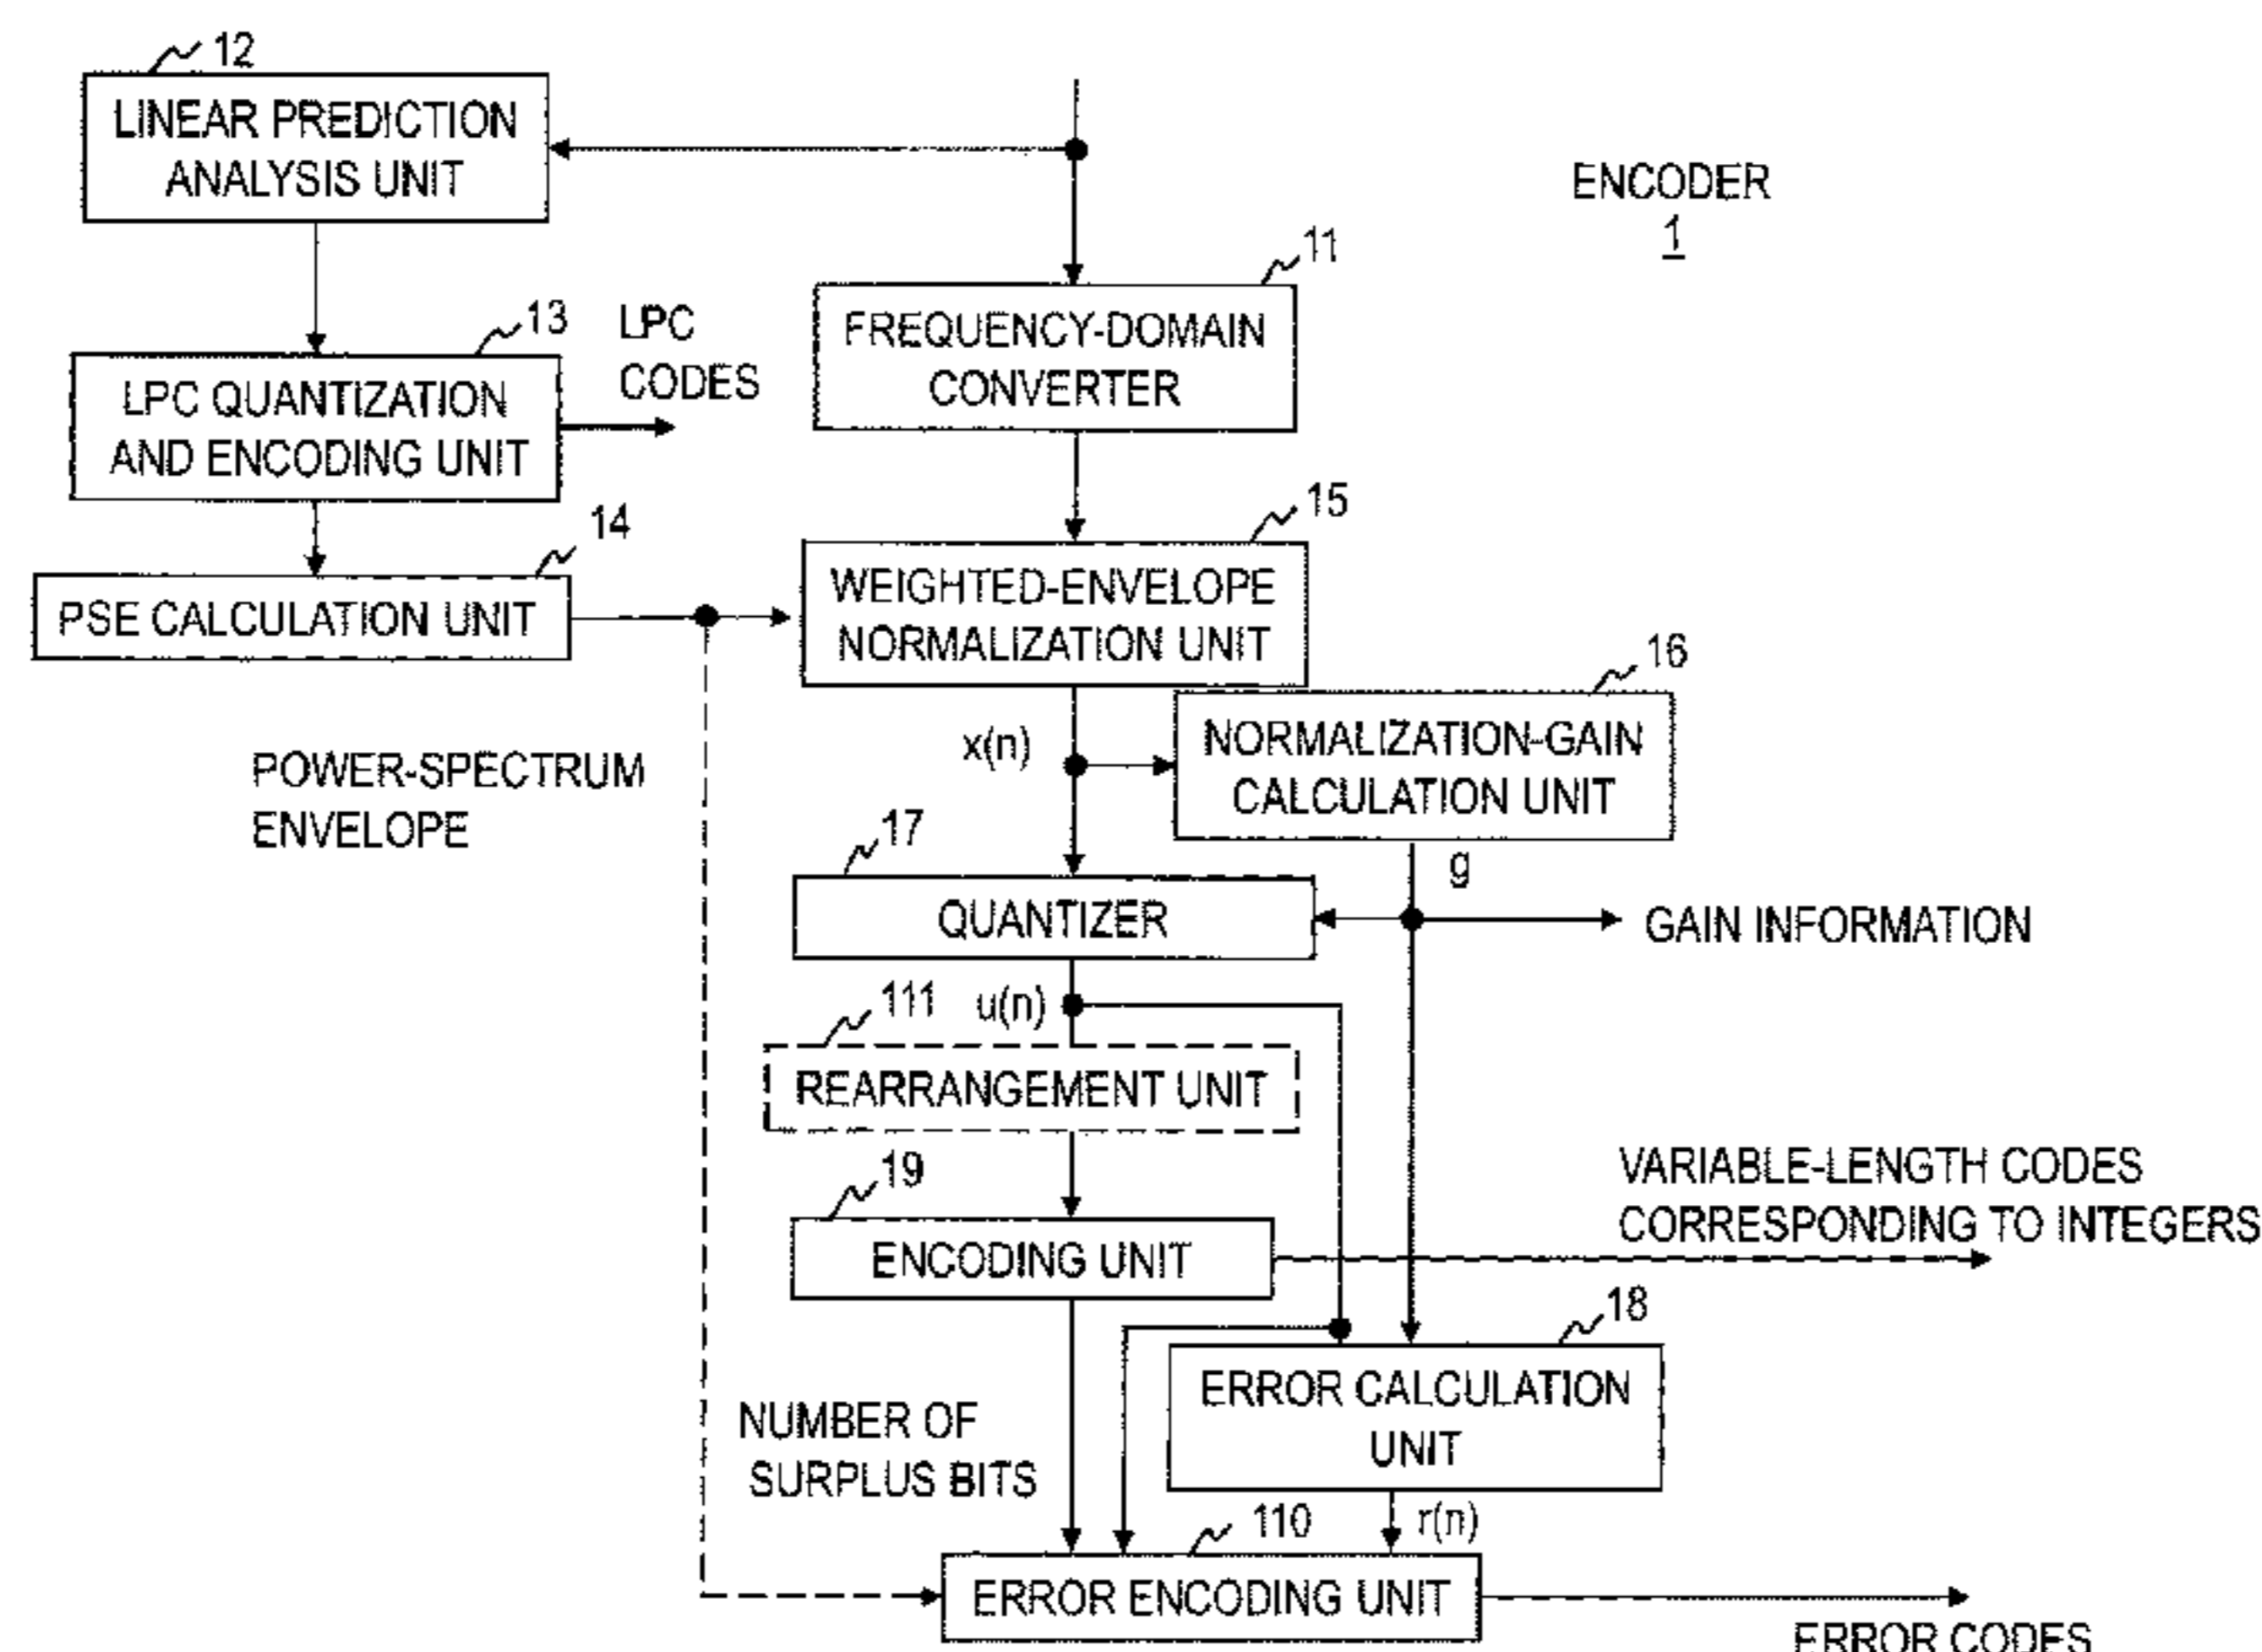 12
LINEAR PREDICTION
ANALYSIS UNIT
ENCODER
1
11
FREQUENCY-DOMAIN
CONVERTER
13
LPC
CODES
LPC QUANTIZATION
AND ENCODING UNIT
14
PSE CALCULATION UNIT
15
WEIGHTED-ENVELOPE
NORMALIZATION UNIT
16
NORMALIZATION-GAIN
CALCULATION UNIT
x(n)
POWER-SPECTRUM
ENVELOPE
17
QUANTIZER
g
GAIN INFORMATION
111
u(n)
REARRANGEMENT UNIT
19
ENCODING UNIT
VARIABLE-LENGTH CODES
CORRESPONDING TO INTEGERS
18
ERROR CALCULATION
UNIT
NUMBER OF
SURPLUS BITS
110
r(n)
ERROR ENCODING UNIT
ERROR CODES